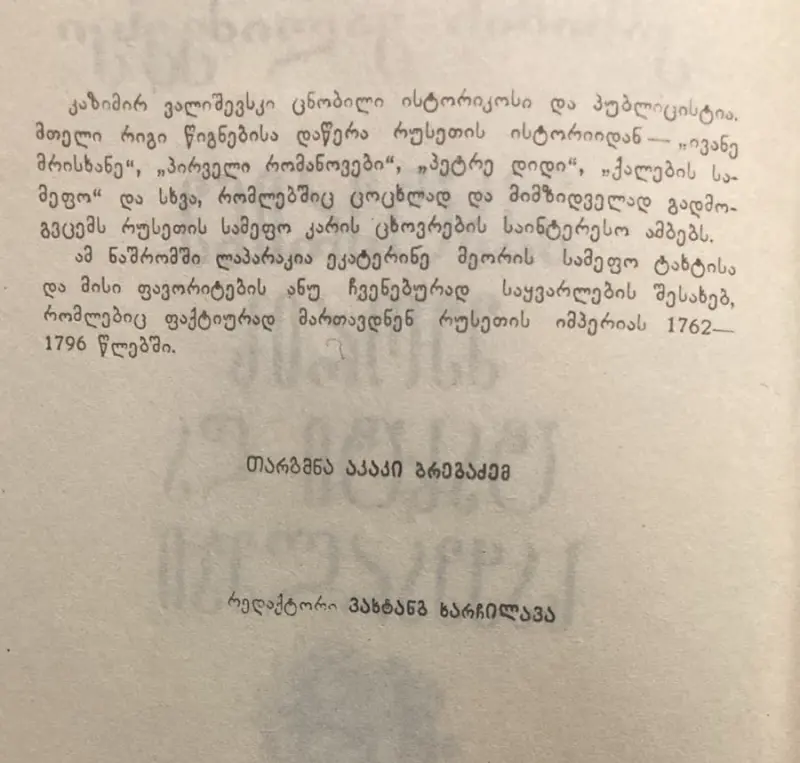 კაზიმირ ვალიშევსკი ცნობილი ისტორიკოსი და პუბლიცისტია.
მთელი რიგი წიგნებისა დაწერა რუსეთის ისტორიიდან — „ივანე
მრისხანე“, „პირველი რომანოვები“, „პეტრე დიდი“, „ქალების სა-
მეფო“ და სხვა, რომლებშიც ცოცხლად და მიმზიდველად გადმო-
გვცემს რუსეთის სამეფო კარის ცხოვრების საინტერესო ამბებს.
ამ ნაშრომში ლაპარაკია ეკატერინე მეორის სამეფო ტახტისა
და მისი ფავორიტების ანუ ჩვენებურად საყვარლების შესახებ,
რომლებიც ფაქტიურად მართავდნენ რუსეთის იმპერიას 1762—
1796 წლებში.
თარგმნა აკაკი ბრეგაძემ
რედაქტორი ვახტანგ ხარჩილავა